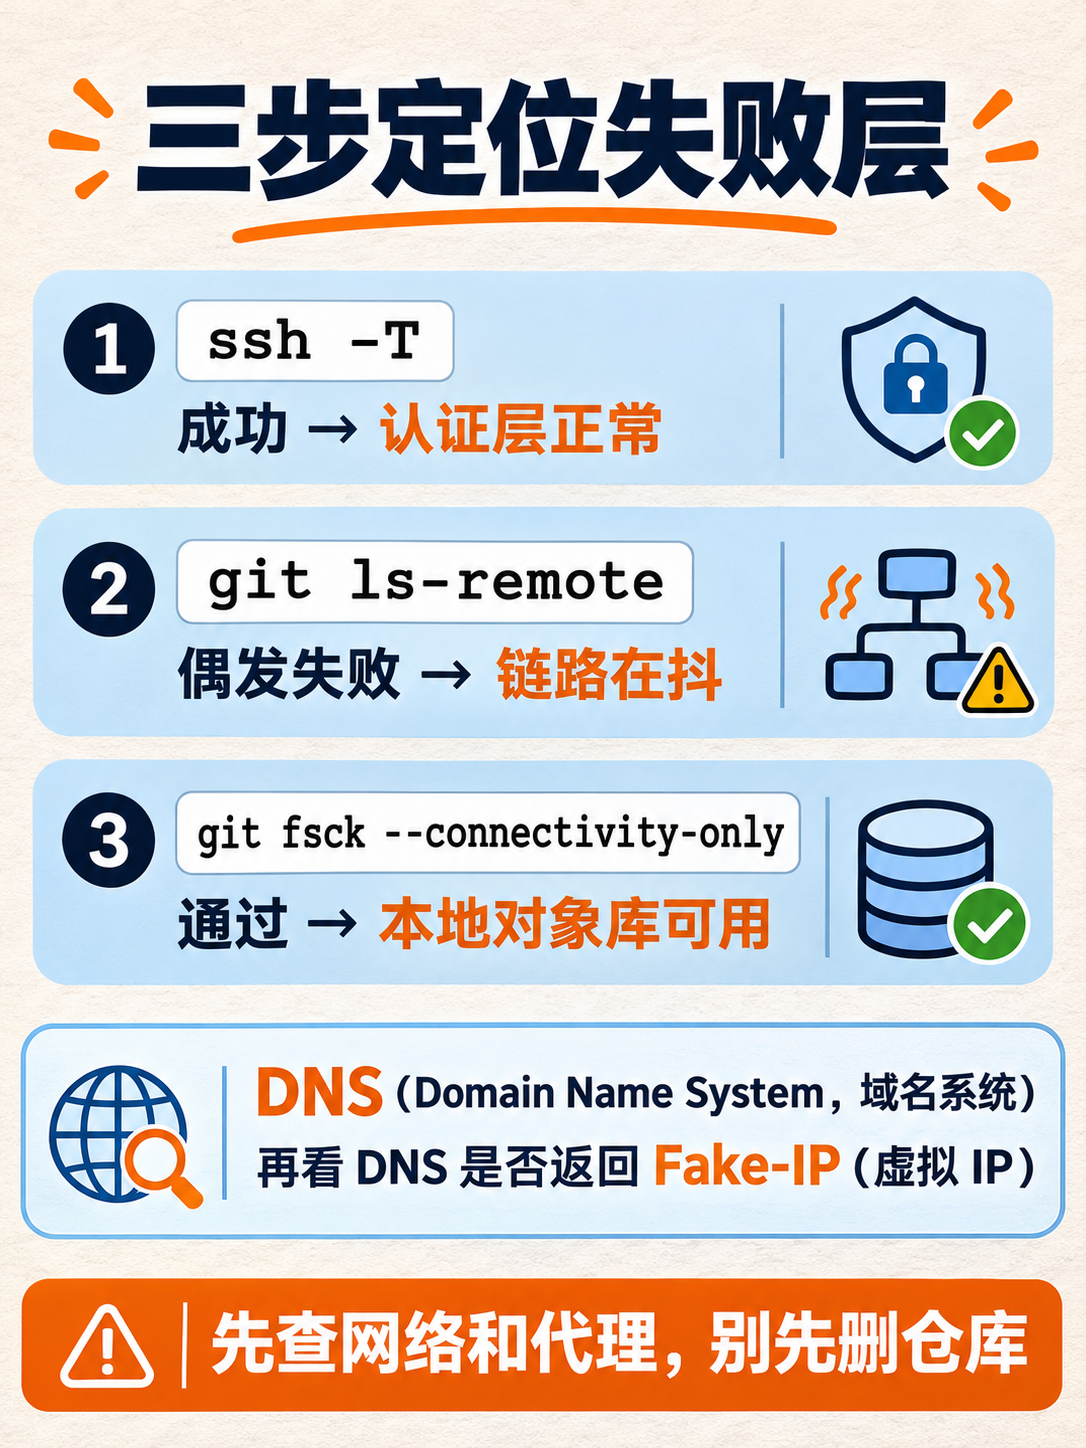 三步定位失败层
1
ssh -T
成功 → 认证层正常
2
git ls-remote
偶发失败 → 链路在抖
3
git fsck --connectivity-only
通过 → 本地对象库可用
DNS（Domain Name System，域名系统）
再看 DNS 是否返回 Fake-IP（虚拟 IP）
先查网络和代理，别先删仓库